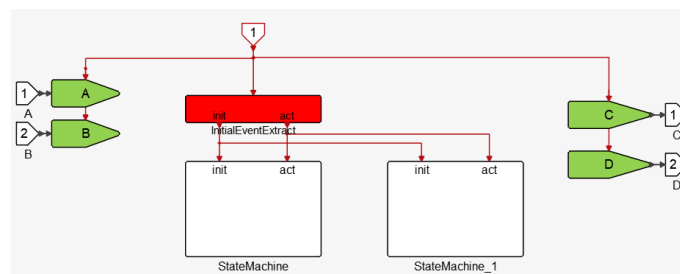 1
1
A
C
1
A
init
act
InitialEventExtract
C
2
B
B
D
2
D
init
act
init
act
StateMachine
StateMachine_1